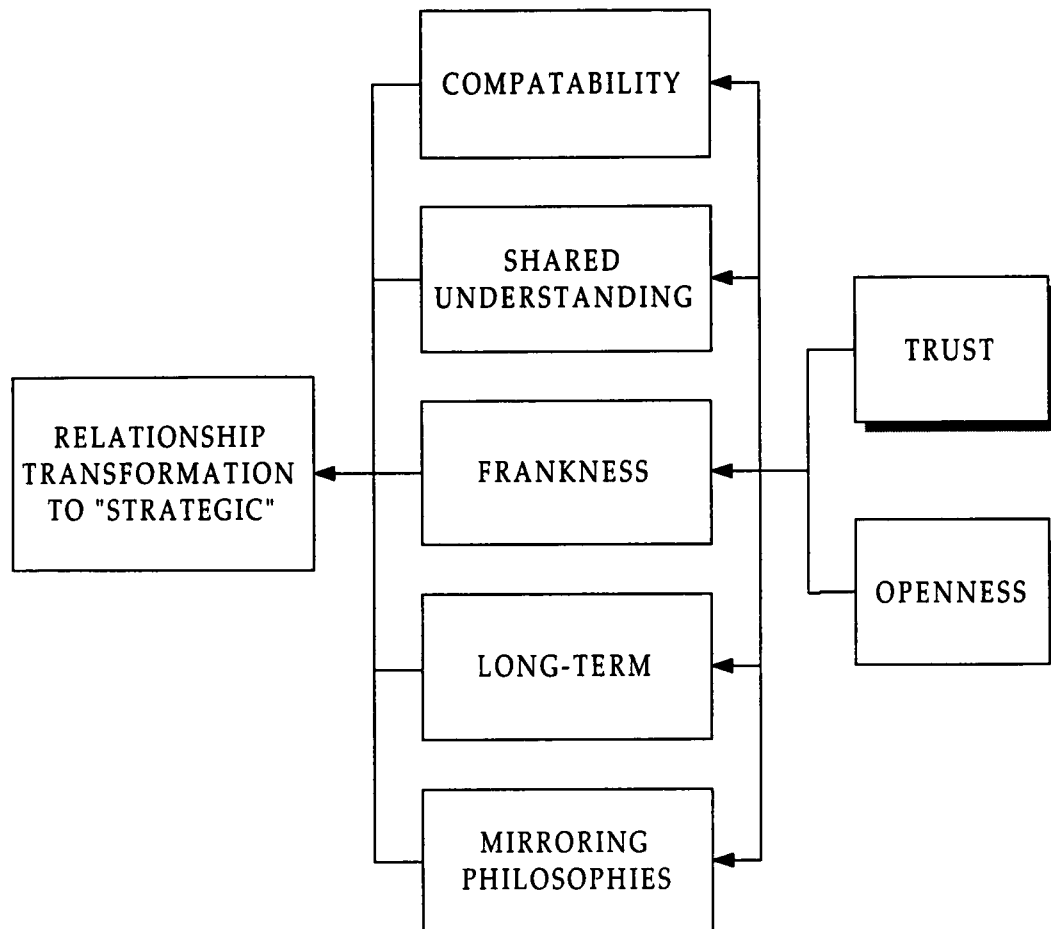 COMPATABILITY
SHARED
UNDERSTANDING
TRUST
RELATIONSHIP
TRANSFORMATION
TO "STRATEGIC"
FRANKNESS
OPENNESS
LONG-TERM
MIRRORING
PHILOSOPHIES